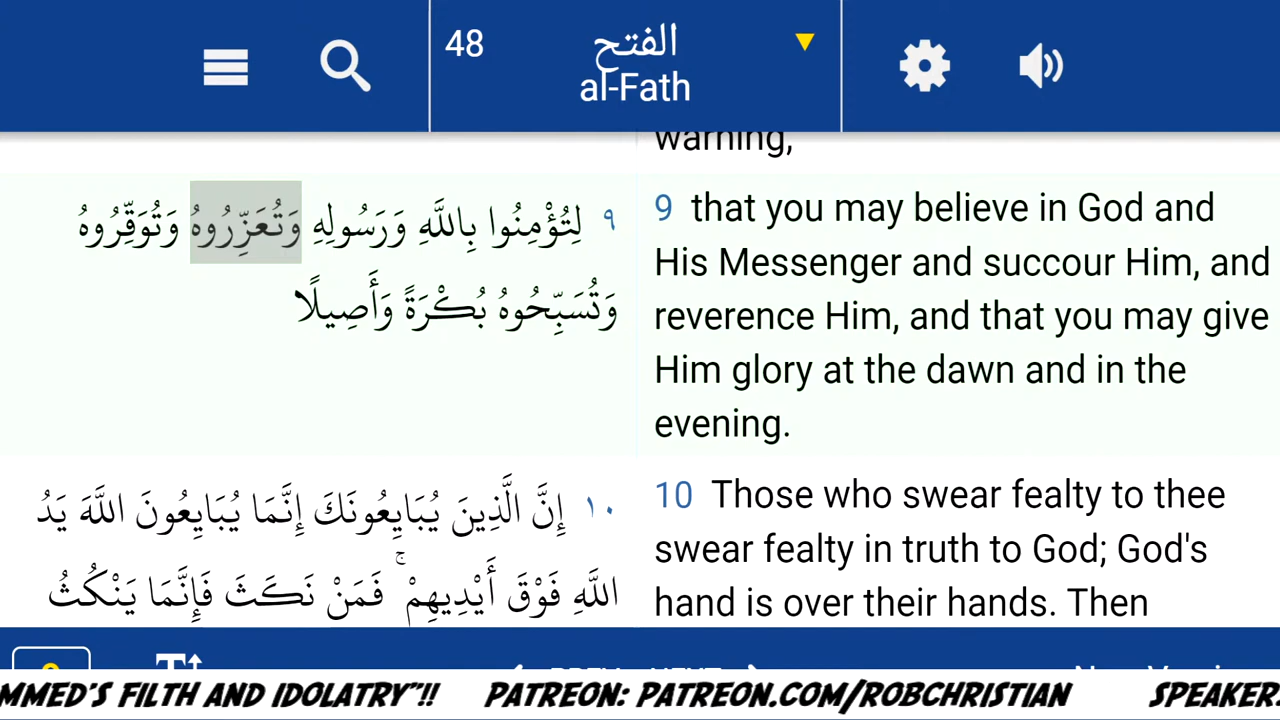 48
الفتح
al-Fath
warning,
٩ لِتُؤْمِنُوا بِاللَّهِ وَرَسُولِهِ وَتُعَزِّرُوهُ وَتُوَقِّرُوهُ
وَتُسَبِّحُوهُ بُكْرَةً وَأَصِيلًا
9 that you may believe in God and
His Messenger and succour Him, and
reverence Him, and that you may give
Him glory at the dawn and in the
evening.
١٠ إِنَّ الَّذِينَ يُبَايِعُونَكَ إِنَّمَا يُبَايِعُونَ اللَّهَ يَدُ
اللَّهِ فَوْقَ أَيْدِيهِمْ ۚ فَمَنْ نَكَثَ فَإِنَّمَا يَنْكُثُ
10 Those who swear fealty to thee
swear fealty in truth to God; God's
hand is over their hands. Then
MMED'S FILTH AND IDOLATRY"!! PATREON: PATREON.COM/ROBCHRISTIAN SPEAKER